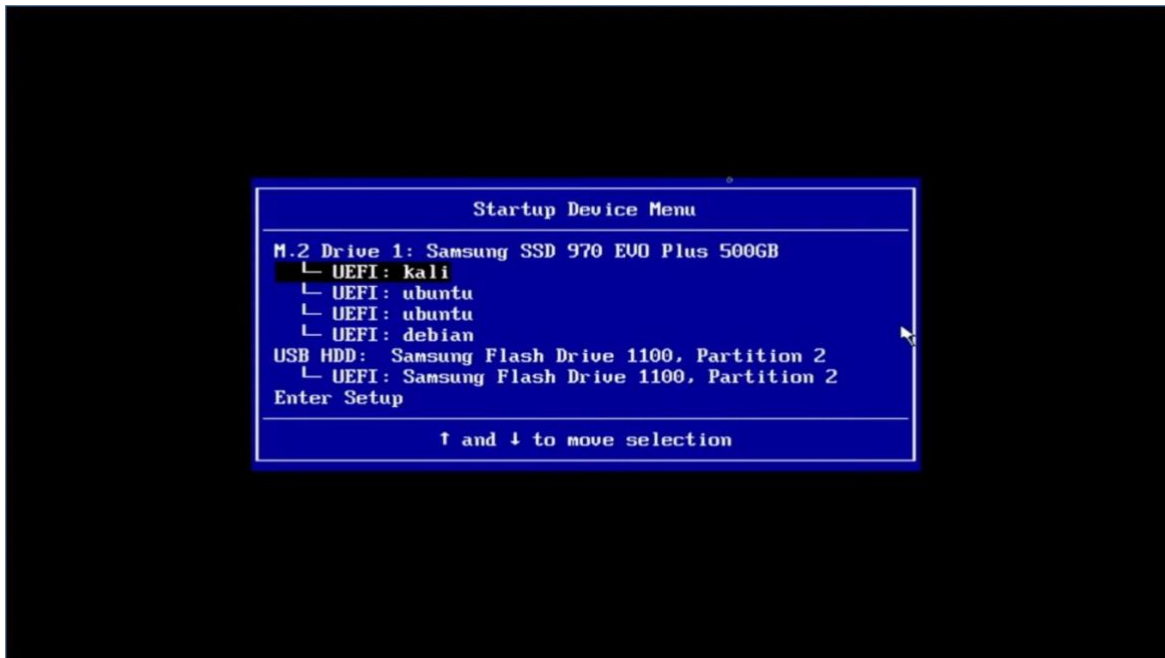 Startup Device Menu
M.2 Drive 1: Samsung SSD 970 EVO Plus 500GB
UEFI: kali
UEFI: ubuntu
UEFI: ubuntu
UEFI: debian
USB HDD: Samsung Flash Drive 1100, Partition 2
UEFI: Samsung Flash Drive 1100, Partition 2
Enter Setup
↑ and ↓ to move selection